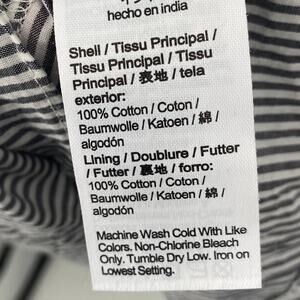 hecho en india
Shell / Tissu Principal /
Tissu Principal / Tissu
Principal / 表地 / tela
exterior:
100% Cotton / Coton /
Baumwolle / Katoen / 綿 /
algodón
Lining / Doublure / Futter
/ Futter / 裏地 / forro:
100% Cotton / Coton /
Baumwolle / Katoen / 綿 /
algodón
Machine Wash Cold With Like
Colors. Non-Chlorine Bleach
Only. Tumble Dry Low. Iron on
Lowest Setting.